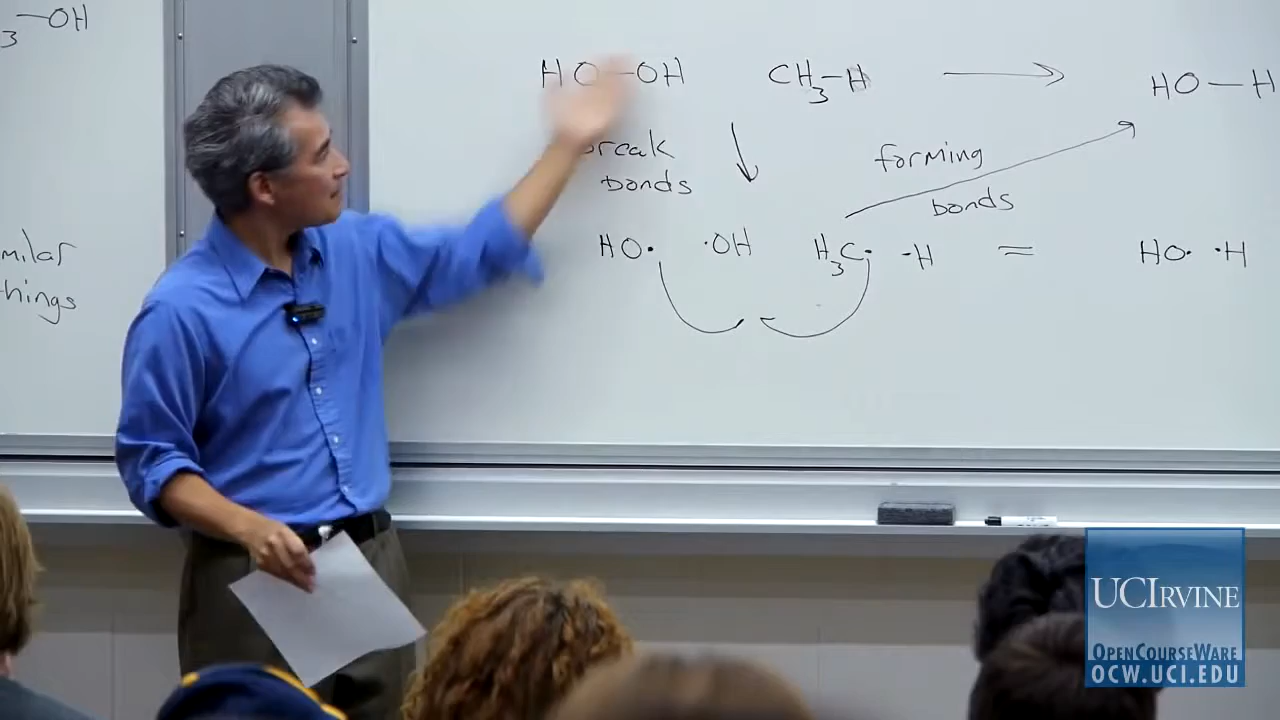 3 —OH
HO—OH CH3—H ⟶ HO—H
break forming
bonds bonds
HO· ·OH H3C· ·H = HO· ·H
milar
things
UCIRVINE
OPENCOURSEWARE
OCW.UCI.EDU